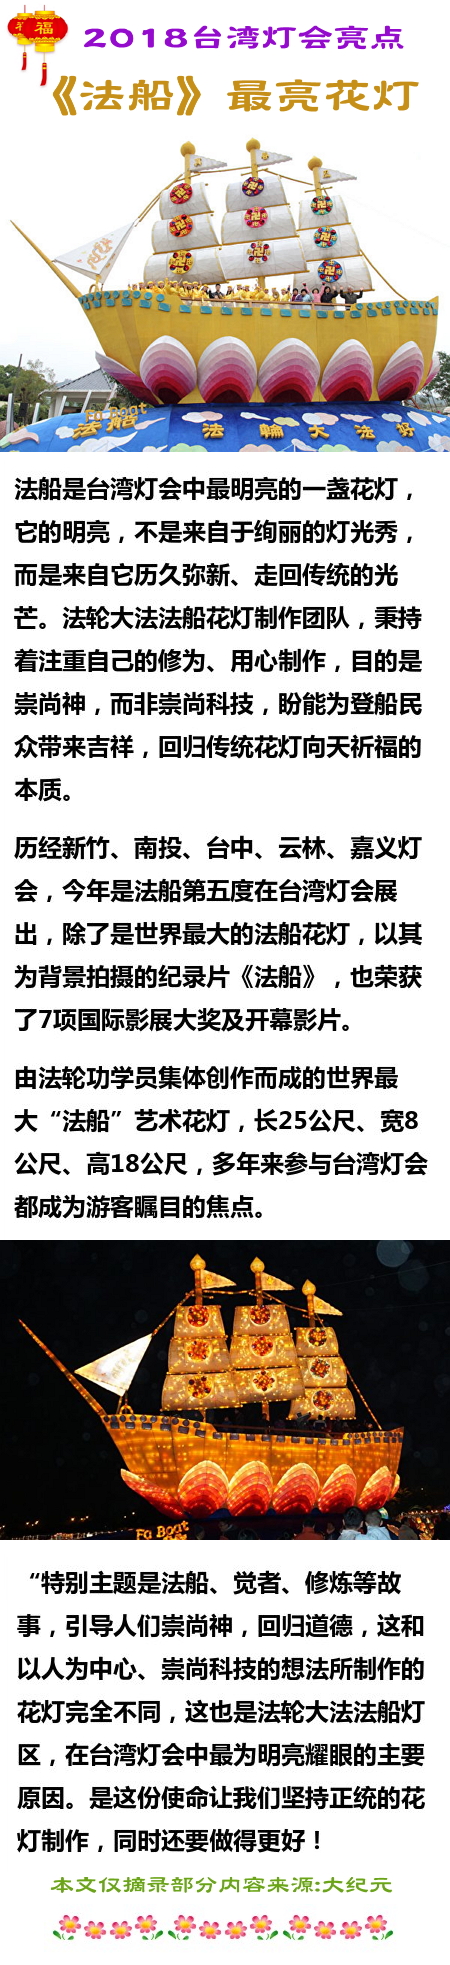 福
2018台湾灯会亮点
《法船》最亮花灯
Fa Boat
法船 法輪大法好
法船是台湾灯会中最明亮的一盏花灯，
它的明亮，不是来自于绚丽的灯光秀，
而是来自它历久弥新、走回传统的光
芒。法轮大法法船花灯制作团队，秉持
着注重自己的修为、用心制作，目的是
崇尚神，而非崇尚科技，盼能为登船民
众带来吉祥，回归传统花灯向天祈福的
本质。
历经新竹、南投、台中、云林、嘉义灯
会，今年是法船第五度在台湾灯会展
出，除了是世界最大的法船花灯，以其
为背景拍摄的纪录片《法船》，也荣获
了7项国际影展大奖及开幕影片。
由法轮功学员集体创作而成的世界最
大“法船”艺术花灯，长25公尺、宽8
公尺、高18公尺，多年来参与台湾灯会
都成为游客瞩目的焦点。
Fa Boat
“特别主题是法船、觉者、修炼等故
事，引导人们崇尚神，回归道德，这和
以人为中心、崇尚科技的想法所制作的
花灯完全不同，这也是法轮大法法船灯
区，在台湾灯会中最为明亮耀眼的主要
原因。是这份使命让我们坚持正统的花
灯制作，同时还要做得更好！
本文仅摘录部分内容来源:大纪元